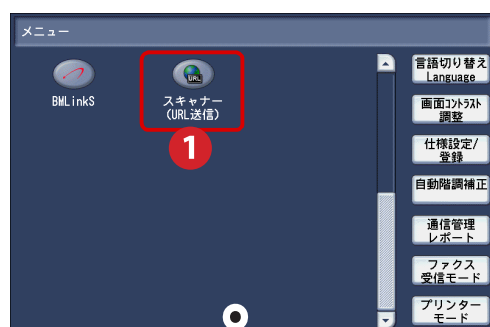 メニュー
BMLinkS
スキャナー
(URL送信)
URL
1
言語切り替え
Language
画面コントラスト
調整
仕様設定/
登録
自動階調補正
通信管理
レポート
ファクス
受信モード
プリンター
モード